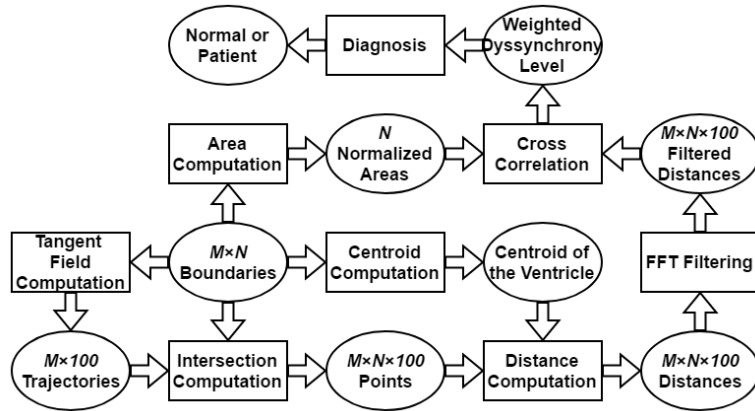 Normal or
Patient
Diagnosis
Weighted
Dyssynchrony
Level
Area
Computation
N
Normalized
Areas
Cross
Correlation
M×N×100
Filtered
Distances
Tangent
Field
Computation
M×N
Boundaries
Centroid
Computation
Centroid of
the Ventricle
FFT Filtering
M×100
Trajectories
Intersection
Computation
M×N×100
Points
Distance
Computation
M×N×100
Distances